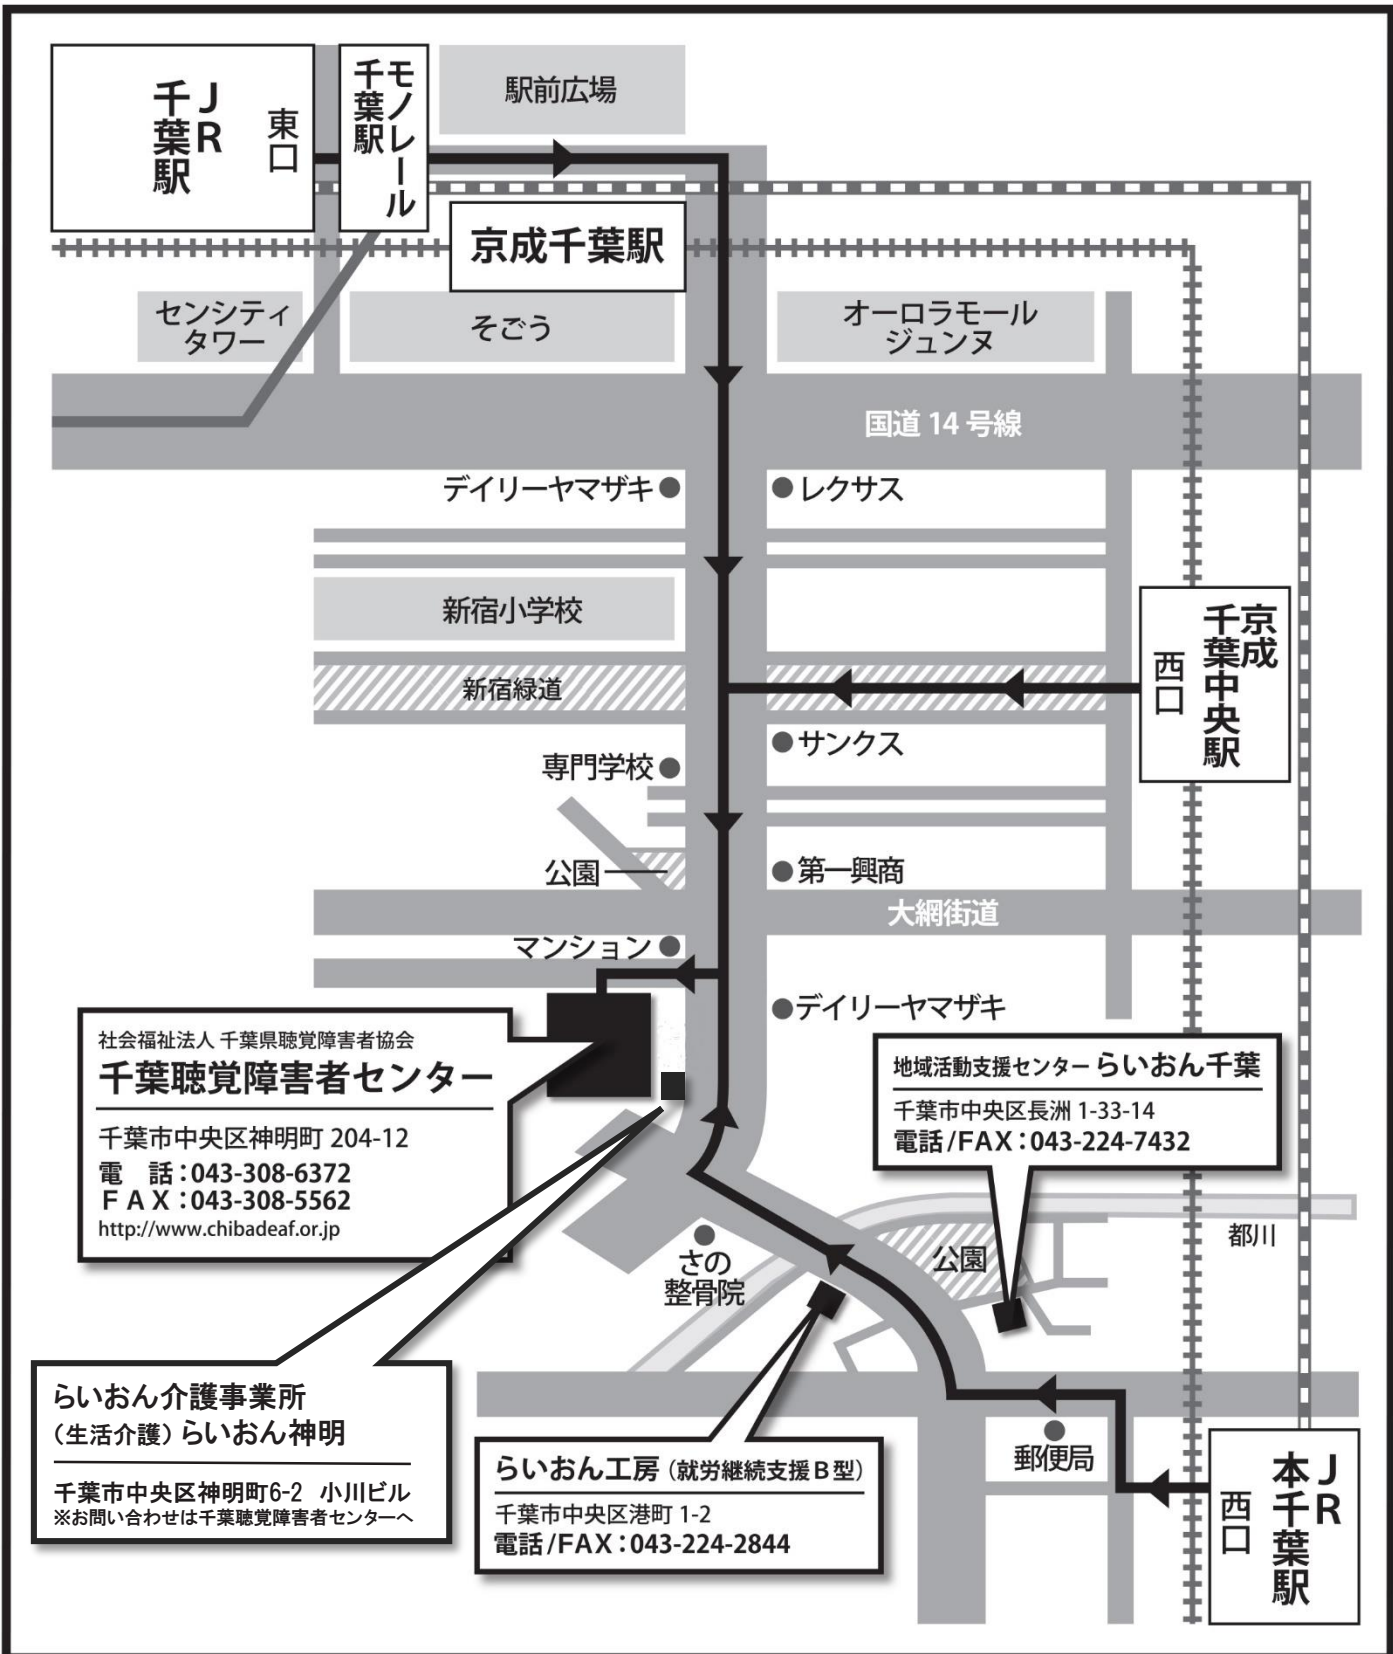 JR
千葉駅
東口
モノレール
千葉駅
駅前広場
京成千葉駅
センシティ
タワー
そごう
オーロラモール
ジュンヌ
国道 14 号線
デイリーヤマザキ
レクサス
新宿小学校
京成
千葉中央駅
西口
新宿緑道
サンクス
専門学校
公園
第一興商
大網街道
マンション
デイリーヤマザキ
社会福祉法人 千葉県聴覚障害者協会
千葉聴覚障害者センター
千葉市中央区神明町 204-12
電 話:043-308-6372
FAX:043-308-5562
http://www.chibadeaf.or.jp
地域活動支援センター らいおん千葉
千葉市中央区長洲 1-33-14
電話/FAX:043-224-7432
都川
公園
さの
整骨院
らいおん介護事業所
(生活介護) らいおん神明
千葉市中央区神明町6-2 小川ビル
※お問い合わせは千葉聴覚障害者センターへ
らいおん工房 (就労継続支援B型)
千葉市中央区港町 1-2
電話/FAX:043-224-2844
郵便局
JR
本千葉駅
西口